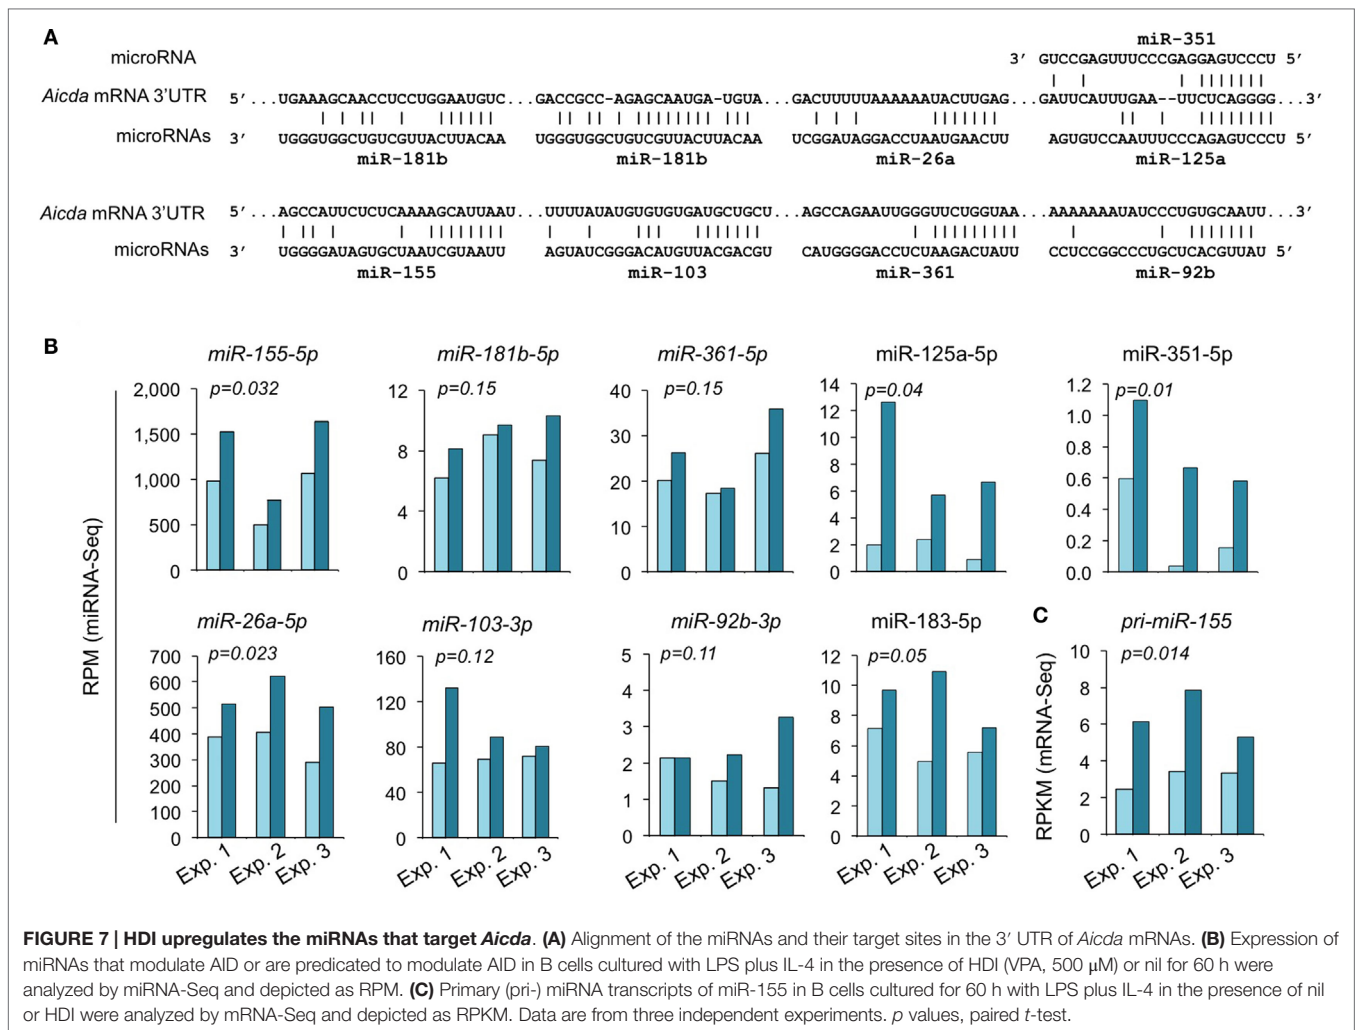 A
miR-351
microRNA 3′ GUCCGAGUUUCCCGAGGAGUCCCU 5′
Aicda mRNA 3'UTR 5′ ...UGAAAGCAACCUCCUGGAAUGUC...GACCGCC-AGAGCAAUGA-UGUA...GACUUUUUAAAAAAUACUUGAG...GAUUCAUUUGAA--UUCUCAGGGG...3′
microRNAs 3′ UGGGUGGCUGUCGUUACUUACAA UGGGUGGCUGUCGUUACUUACAA UCGGAUAGGACCUAAUGAACUU AGUGUCCAAUUUCCCAGAGUCCCU 5′
miR-181b miR-181b miR-26a miR-125a
Aicda mRNA 3'UTR 5′ ...AGCCAUUCUCUCAAAAGCAUUAAU...UUUUAUAUGUGUGUGAUGCUGCU...AGCCAGAAUUGGGUUCUGGUAA...AAAAAAAUAUCCCUGUGCAAUU...3′
microRNAs 3′ UGGGGAUAGUGCUAAUCGUAAUU AGUAUCGGGACAUGUUACGACGU CAUGGGGACCUCUAAGACUAUU CCUCCGGCCCUGCUCACGUUAU 5′
miR-155 miR-103 miR-361 miR-92b
B
RPM (miRNA-Seq)
miR-155-5p
p=0.032
2,000
1,500
1,000
500
0
miR-181b-5p
p=0.15
12
8
4
0
miR-361-5p
p=0.15
40
30
20
10
0
miR-125a-5p
p=0.04
14
12
10
8
6
4
2
0
miR-351-5p
p=0.01
1.2
1.0
0.8
0.6
0.4
0.2
0.0
miR-26a-5p
p=0.023
700
600
500
400
300
200
100
0
Exp. 1 Exp. 2 Exp. 3
miR-103-3p
p=0.12
160
120
80
40
0
Exp. 1 Exp. 2 Exp. 3
miR-92b-3p
p=0.11
5
4
3
2
1
0
Exp. 1 Exp. 2 Exp. 3
miR-183-5p
p=0.05
12
10
8
6
4
2
0
Exp. 1 Exp. 2 Exp. 3
C
pri-miR-155
p=0.014
RPKM (mRNA-Seq)
10
8
6
4
2
0
Exp. 1 Exp. 2 Exp. 3
FIGURE 7 | HDI upregulates the miRNAs that target Aicda. (A) Alignment of the miRNAs and their target sites in the 3′ UTR of Aicda mRNAs. (B) Expression of
miRNAs that modulate AID or are predicated to modulate AID in B cells cultured with LPS plus IL-4 in the presence of HDI (VPA, 500 μM) or nil for 60 h were
analyzed by miRNA-Seq and depicted as RPM. (C) Primary (pri-) miRNA transcripts of miR-155 in B cells cultured for 60 h with LPS plus IL-4 in the presence of nil
or HDI were analyzed by mRNA-Seq and depicted as RPKM. Data are from three independent experiments. p values, paired t-test.